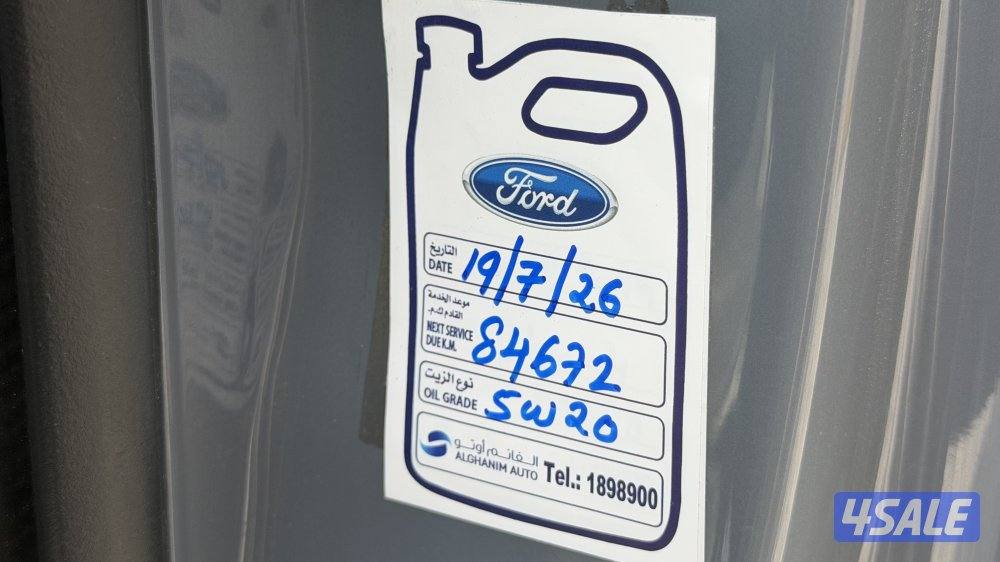 Ford
التاريخ
DATE 19/7/26
موعد الخدمة
القادم ك.م.
NEXT SERVICE
DUE K.M. 84672
نوع الزيت
OIL GRADE 5W20
الغانم أوتو
ALGHANIM AUTO Tel.: 1898900
4SALE